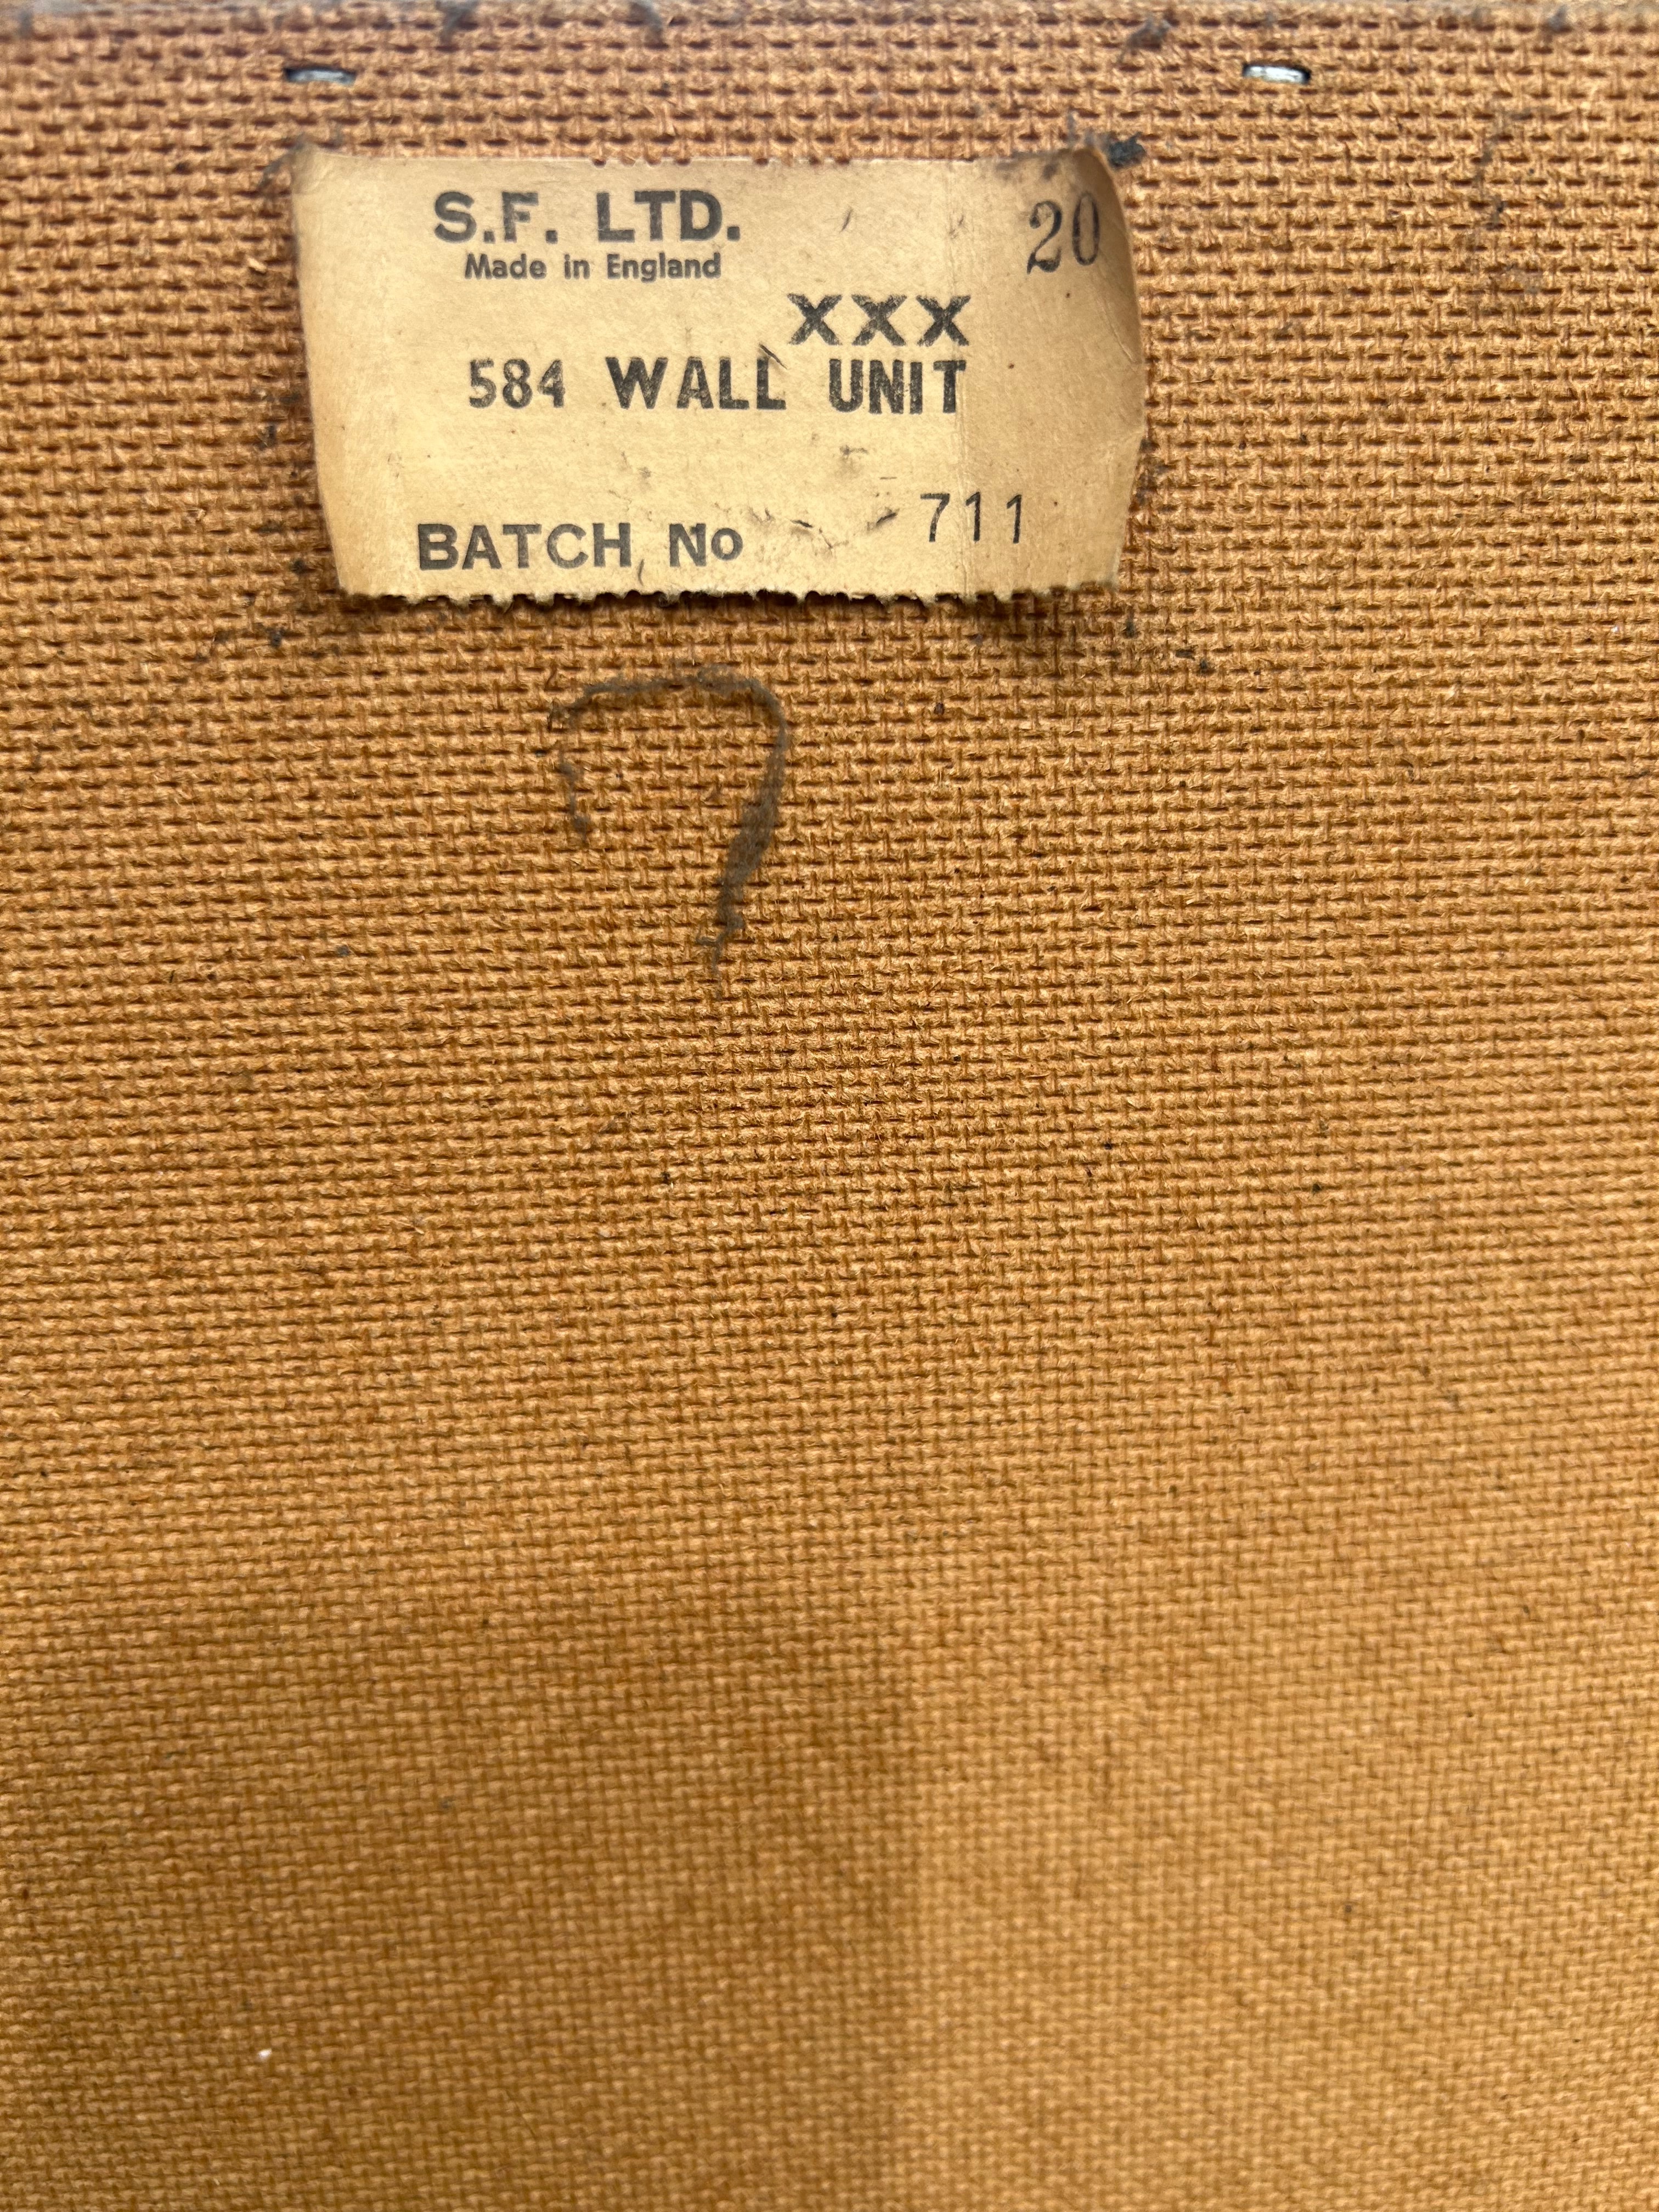 S.F. LTD.
20
Made in England
XXX
584 WALL UNIT
BATCH No 711